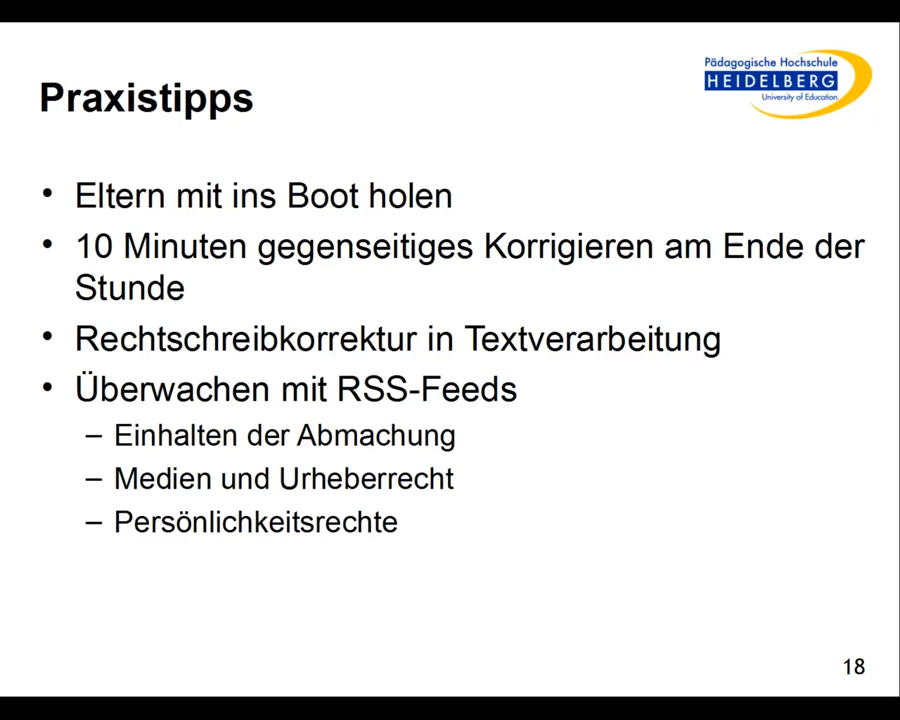 Pädagogische Hochschule
HEIDELBERG
University of Education
Praxistipps
• Eltern mit ins Boot holen
• 10 Minuten gegenseitiges Korrigieren am Ende der
Stunde
• Rechtschreibkorrektur in Textverarbeitung
• Überwachen mit RSS-Feeds
– Einhalten der Abmachung
– Medien und Urheberrecht
– Persönlichkeitsrechte
18